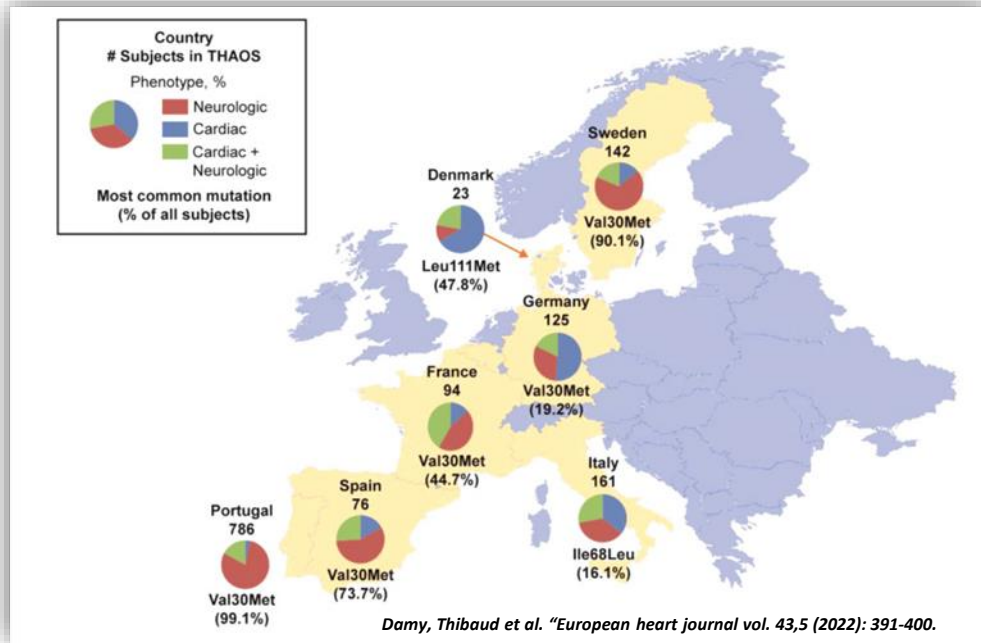 Country
# Subjects in THAOS
Phenotype, %
Neurologic
Cardiac
Cardiac +
Neurologic
Most common mutation
(% of all subjects)
Sweden
142
Val30Met
(90.1%)
Denmark
23
Leu111Met
(47.8%)
Germany
125
Val30Met
(19.2%)
France
94
Val30Met
(44.7%)
Italy
161
Ile68Leu
(16.1%)
Spain
76
Val30Met
(73.7%)
Portugal
786
Val30Met
(99.1%)
Damy, Thibaud et al. “European heart journal vol. 43,5 (2022): 391-400.